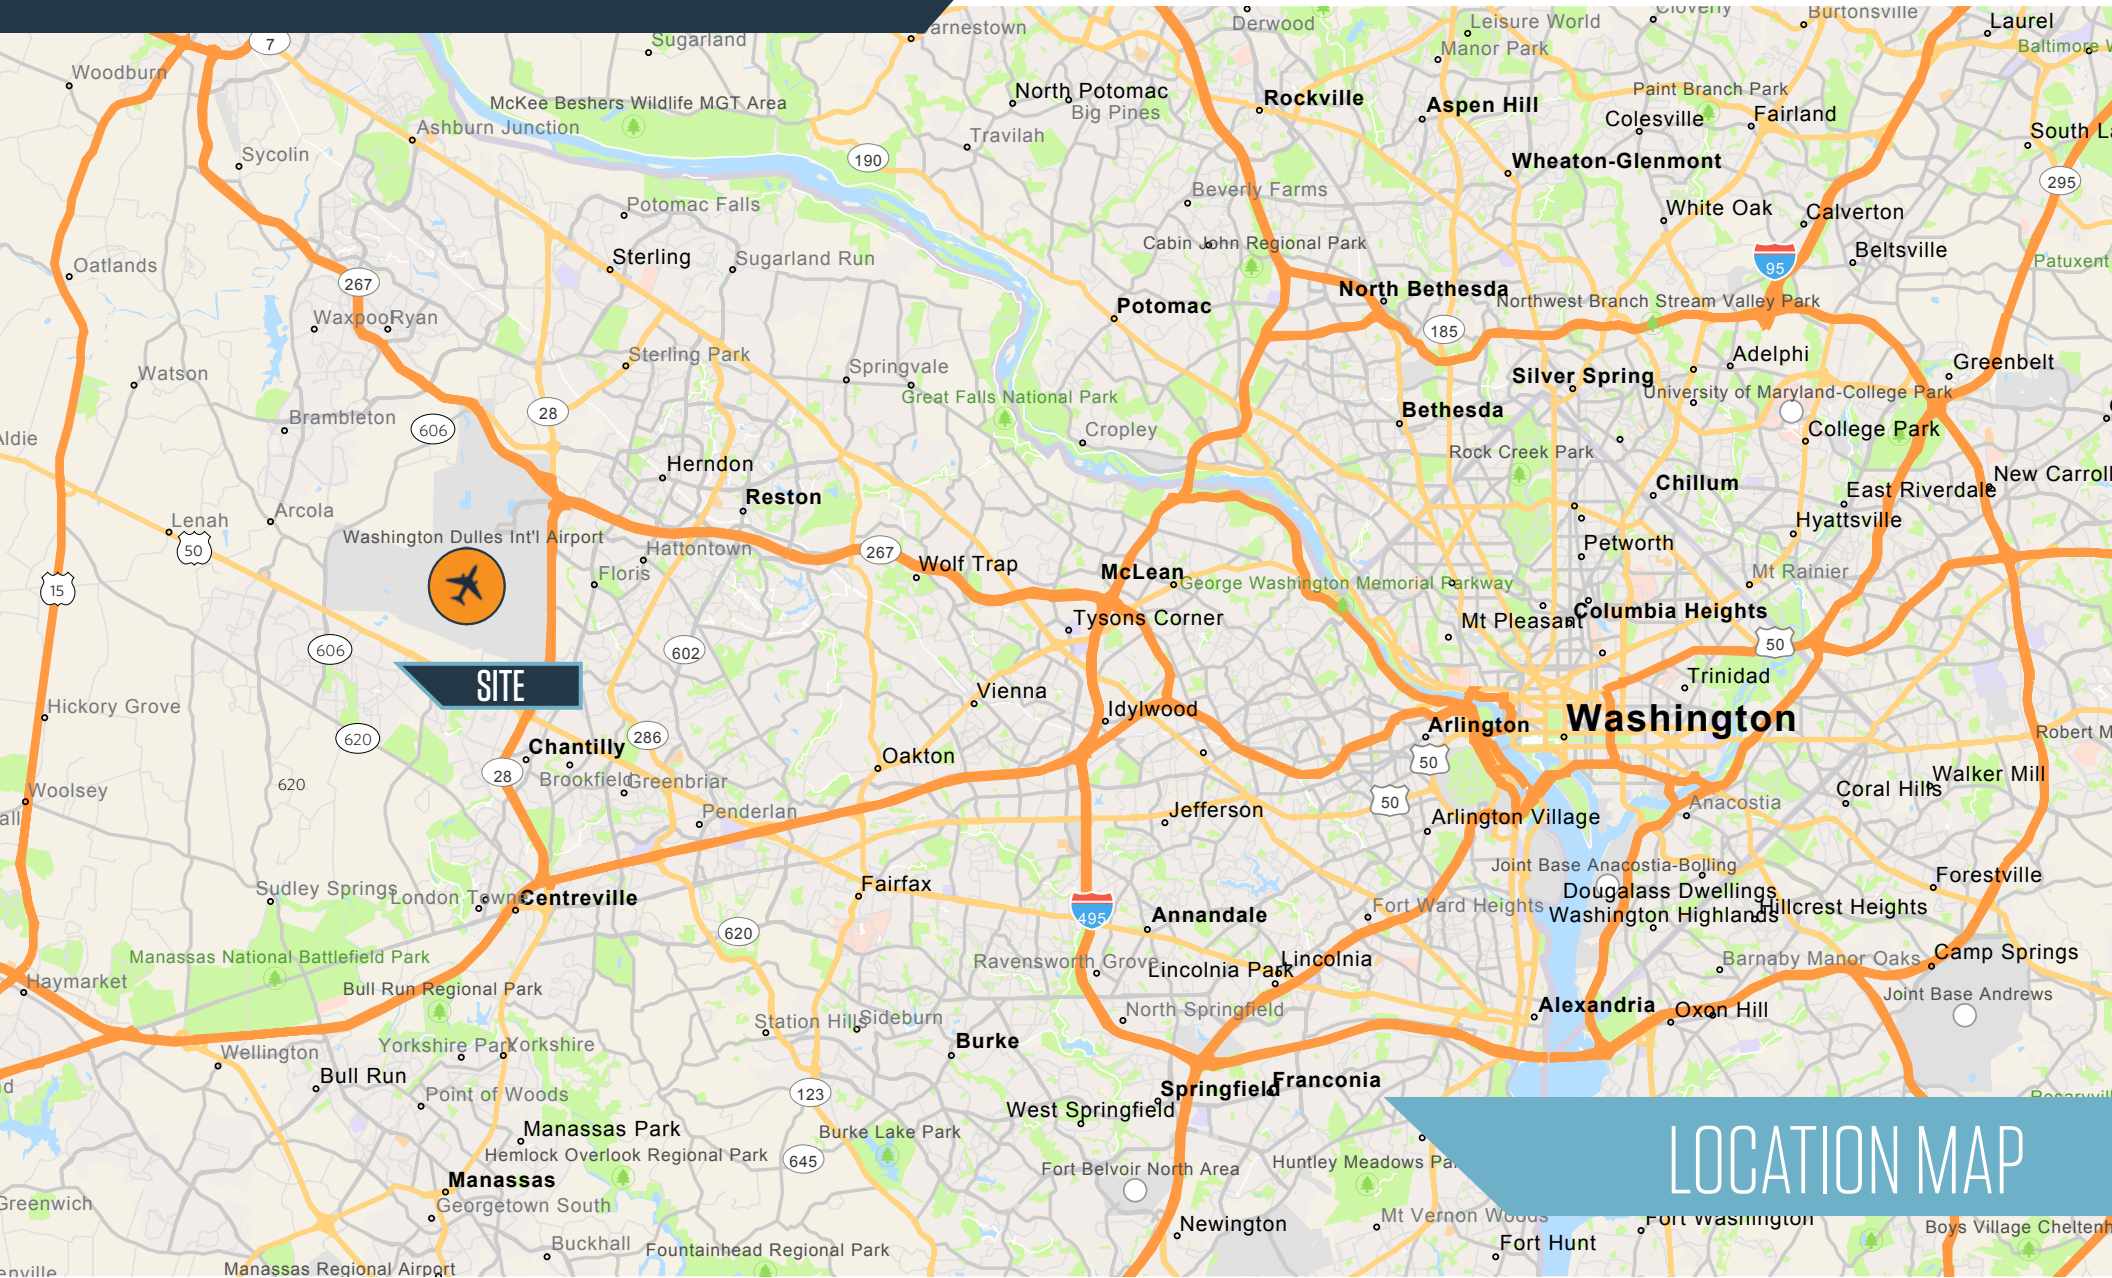 Sugarland
Derwood
Leisure World
Burtonsville
Laurel
7
Manor Park
Woodburn
McKee Beshers Wildlife MGT Area
North Potomac
Big Pines
Rockville
Aspen Hill
Paint Branch Park
Colesville
Fairland
Ashburn Junction
Travilah
Sycolin
190
Wheaton-Glenmont
295
Beverly Farms
Potomac Falls
White Oak
Calverton
Cabin John Regional Park
Beltsville
Sterling
Sugarland Run
Oatlands
95
Patuxent
267
North Bethesda
Northwest Branch Stream Valley Park
Potomac
Waxpool
Ryan
185
Sterling Park
Adelphi
Springvale
Greenbelt
Watson
Silver Spring
University of Maryland-College Park
Great Falls National Park
Brambleton
28
Bethesda
606
Cropley
College Park
Rock Creek Park
Herndon
New Carroll
Reston
Chillum
East Riverdale
Arcola
Lenah
Hyattsville
Washington Dulles Int'l Airport
50
Hattontown
267
Wolf Trap
Petworth
Floris
McLean
George Washington Memorial Parkway
Mt Rainier
15
Tysons Corner
Mt Pleasant
Columbia Heights
606
602
50
SITE
Vienna
Trinidad
Hickory Grove
Idylwood
Arlington
Washington
620
Chantilly
286
Robert M
Oakton
50
28
Brookfield
Greenbriar
620
Walker Mill
Woolsey
Coral Hills
50
Anacostia
Penderlan
Jefferson
Arlington Village
Joint Base Anacostia-Bolling
Sudley Springs
London Towne
Centreville
Fairfax
Forestville
Dougalass Dwellings
495
Annandale
Fort Ward Heights
Washington Highlands
Hillcrest Heights
620
Manassas National Battlefield Park
Ravensworth Grove
Lincolnia Park
Lincolnia
Barnaby Manor Oaks
Camp Springs
Haymarket
Bull Run Regional Park
Joint Base Andrews
North Springfield
Alexandria
Oxon Hill
Station Hills
Sideburn
Burke
Wellington
Yorkshire Park
Yorkshire
Bull Run
Point of Woods
123
Springfield
Franconia
West Springfield
Manassas Park
Burke Lake Park
LOCATION MAP
Hemlock Overlook Regional Park
645
Fort Belvoir North Area
Huntley Meadows Pa
Manassas
Greenwich
Georgetown South
Newington
Mt Vernon Woods
Fort Washington
Boys Village Chelten
Buckhall
Fountainhead Regional Park
Fort Hunt
Manassas Regional Airport